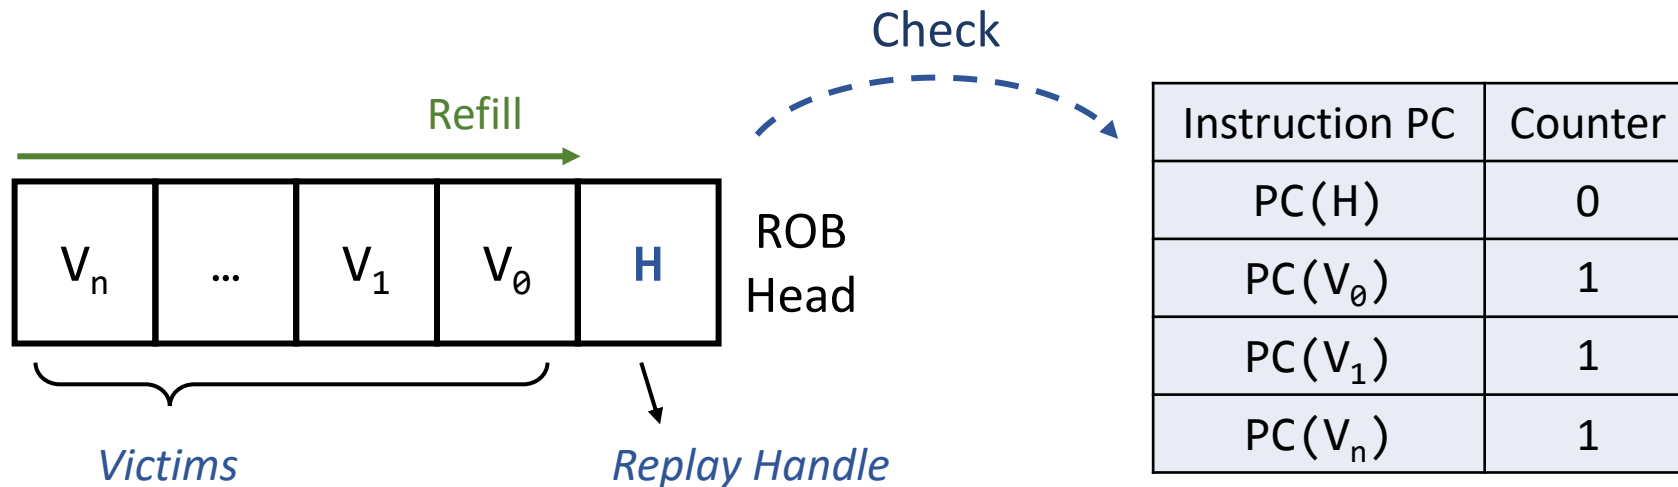 Check
Refill
Vₙ … V₁ V₀ H
ROB
Head
Victims
Replay Handle
Instruction PC Counter
PC(H) 0
PC(V₀) 1
PC(V₁) 1
PC(Vₙ) 1